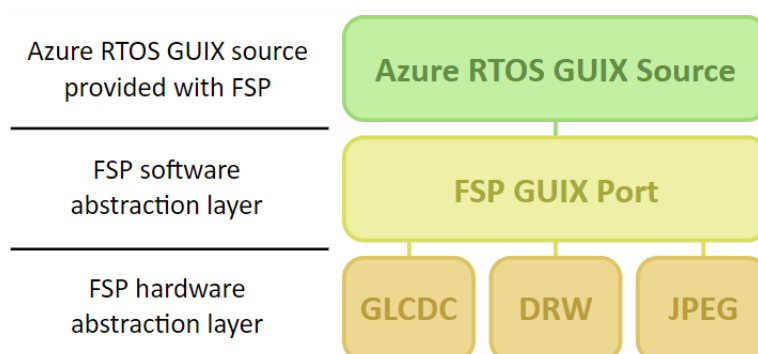 Azure RTOS GUIX source
provided with FSP
Azure RTOS GUIX Source
FSP software
abstraction layer
FSP GUIX Port
FSP hardware
abstraction layer
GLCDC
DRW
JPEG